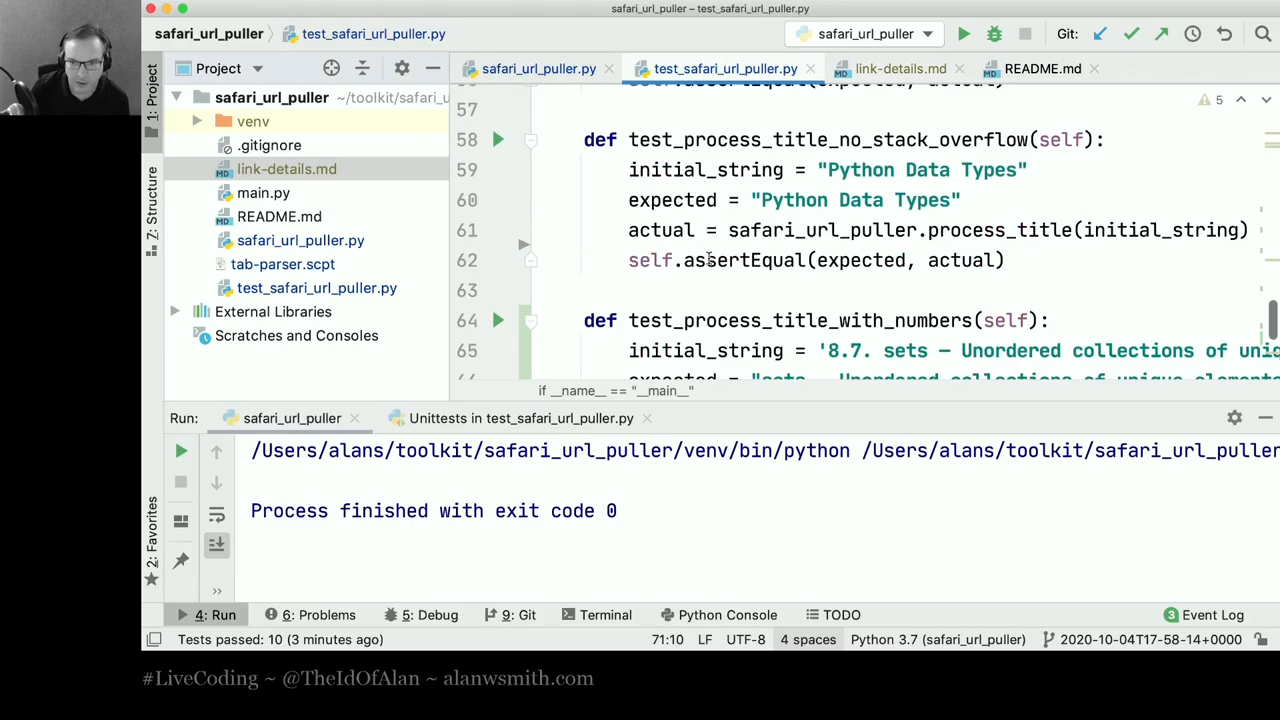 safari_url_puller – test_safari_url_puller.py
safari_url_puller
test_safari_url_puller.py
safari_url_puller
Git:
1: Project
Project
safari_url_puller.py
test_safari_url_puller.py
link-details.md
README.md
safari_url_puller ~/toolkit/safari_u
venv
.gitignore
link-details.md
main.py
README.md
safari_url_puller.py
tab-parser.scpt
test_safari_url_puller.py
External Libraries
Scratches and Consoles
Z: Structure
5
57
58 def test_process_title_no_stack_overflow(self):
59 initial_string = "Python Data Types"
60 expected = "Python Data Types"
61 actual = safari_url_puller.process_title(initial_string)
62 self.assertEqual(expected, actual)
63
64 def test_process_title_with_numbers(self):
65 initial_string = '8.7. sets — Unordered collections of uniq
if __name__ == "__main__"
Run:
safari_url_puller
Unittests in test_safari_url_puller.py
/Users/alans/toolkit/safari_url_puller/venv/bin/python /Users/alans/toolkit/safari_url_puller
Process finished with exit code 0
2: Favorites
4: Run
6: Problems
5: Debug
9: Git
Terminal
Python Console
TODO
3 Event Log
Tests passed: 10 (3 minutes ago)
71:10
LF
UTF-8
4 spaces
Python 3.7 (safari_url_puller)
2020-10-04T17-58-14+0000
#LiveCoding ~ @TheIdOfAlan ~ alanwsmith.com